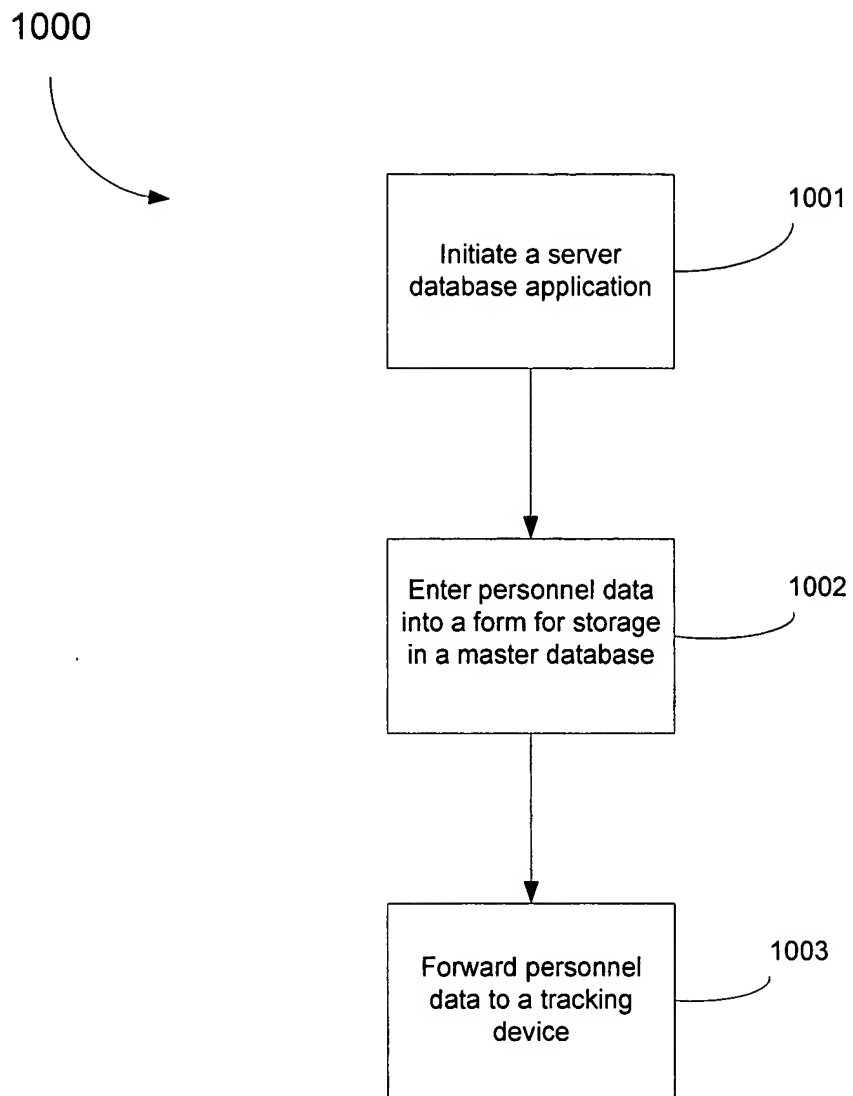 1000
1001
Initiate a server
database application
1002
Enter personnel data
into a form for storage
in a master database
1003
Forward personnel
data to a tracking
device